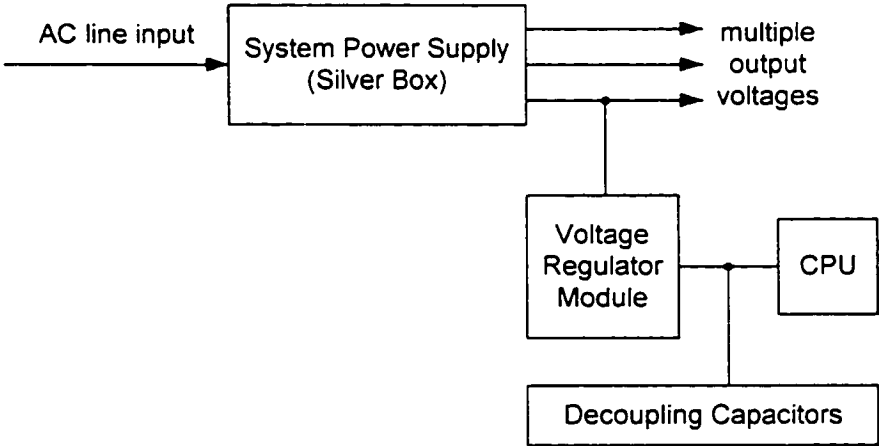 AC line input
System Power Supply
(Silver Box)
multiple
output
voltages
Voltage
Regulator
Module
CPU
Decoupling Capacitors